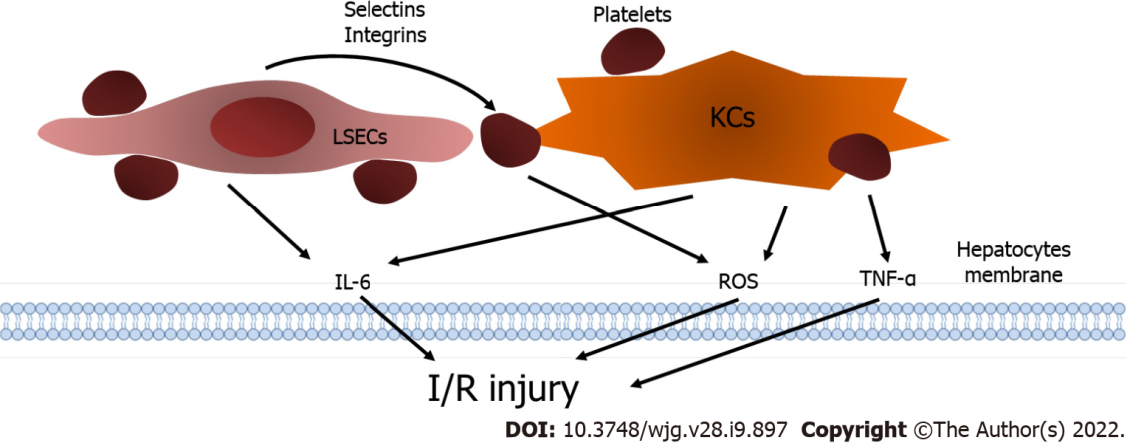 Selectins
Integrins
Platelets
KCs
LSECs
Hepatocytes
membrane
IL-6
ROS
TNF-α
I/R injury
DOI: 10.3748/wjg.v28.i9.897 Copyright ©The Author(s) 2022.